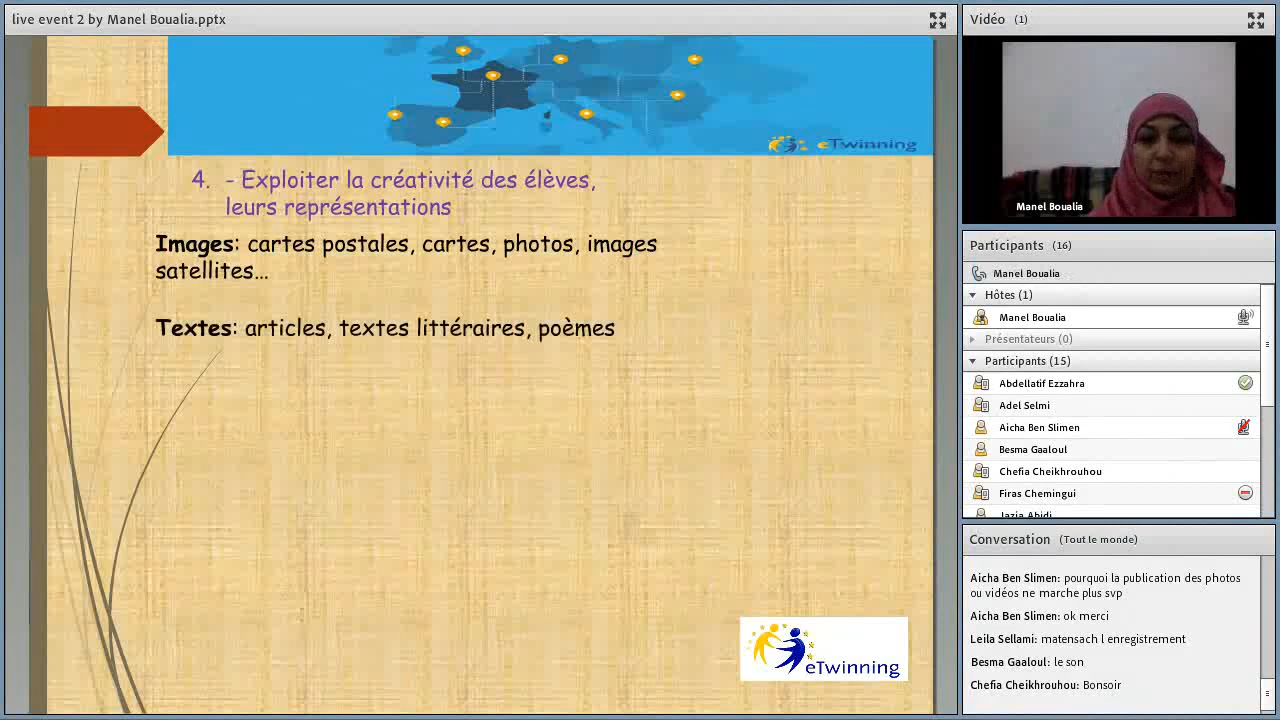 live event 2 by Manel Boualia.pptx
eTwinning
4. - Exploiter la créativité des élèves,
leurs représentations
Images: cartes postales, cartes, photos, images
satellites...
Textes: articles, textes littéraires, poèmes
eTwinning
Vidéo (1)
Manel Boualia
Participants (16)
Manel Boualia
Hôtes (1)
Manel Boualia
Présentateurs (0)
Participants (15)
Abdellatif Ezzahra
Adel Selmi
Aicha Ben Slimen
Besma Gaaloul
Chefia Cheikhrouhou
Firas Chemingui
Jazia Abidi
Conversation (Tout le monde)
Aicha Ben Slimen: pourquoi la publication des photos
ou vidéos ne marche plus svp
Aicha Ben Slimen: ok merci
Leila Sellami: matensach l enregistrement
Besma Gaaloul: le son
Chefia Cheikhrouhou: Bonsoir